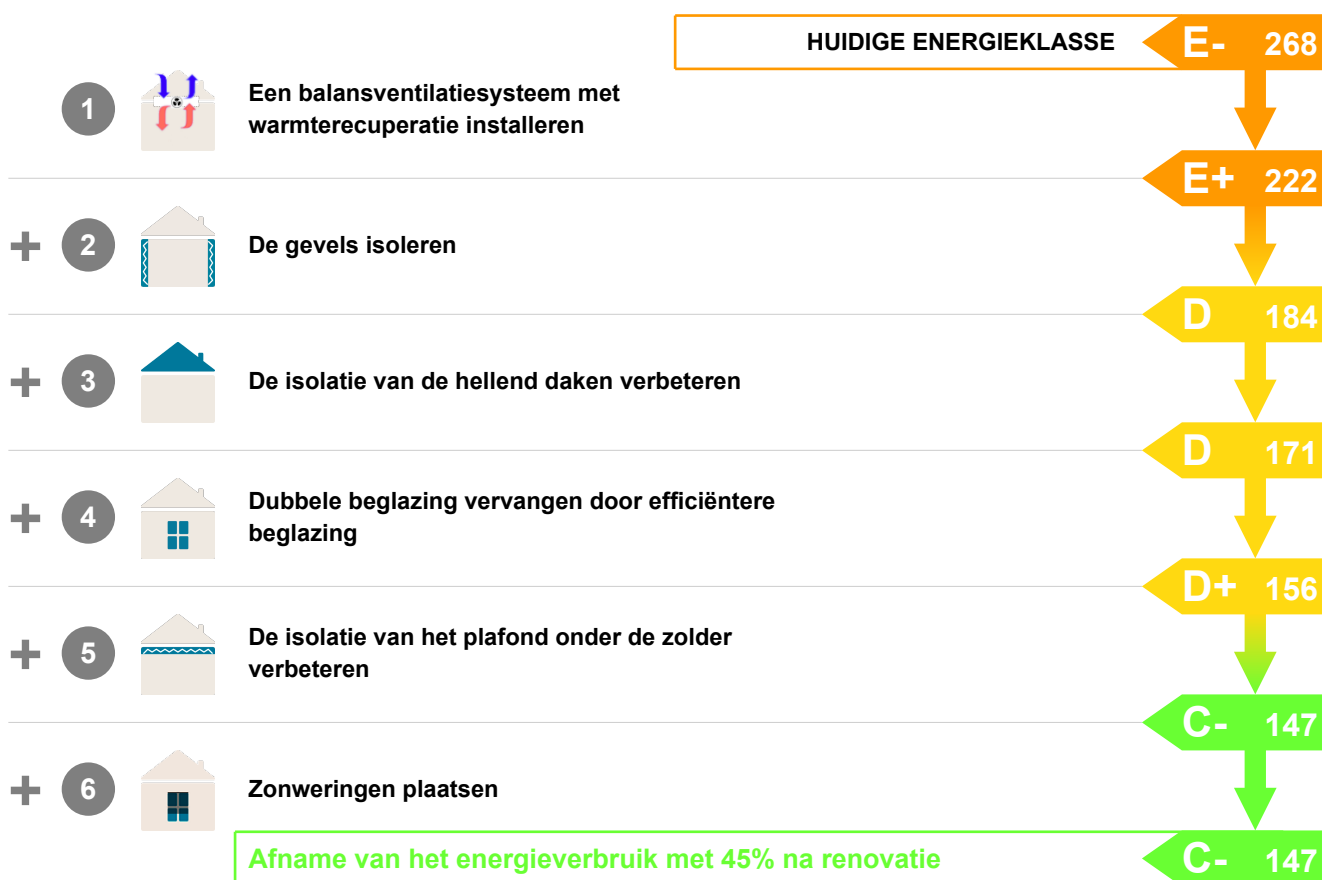 HUIDIGE ENERGIEKLASSE E- 268
1 Een balansventilatiesysteem met
warmterecuperatie installeren
E+ 222
+ 2 De gevels isoleren
D 184
+ 3 De isolatie van de hellend daken verbeteren
D 171
+ 4 Dubbele beglazing vervangen door efficiëntere
beglazing
D+ 156
+ 5 De isolatie van het plafond onder de zolder
verbeteren
C- 147
+ 6 Zonweringen plaatsen
Afname van het energieverbruik met 45% na renovatie C- 147